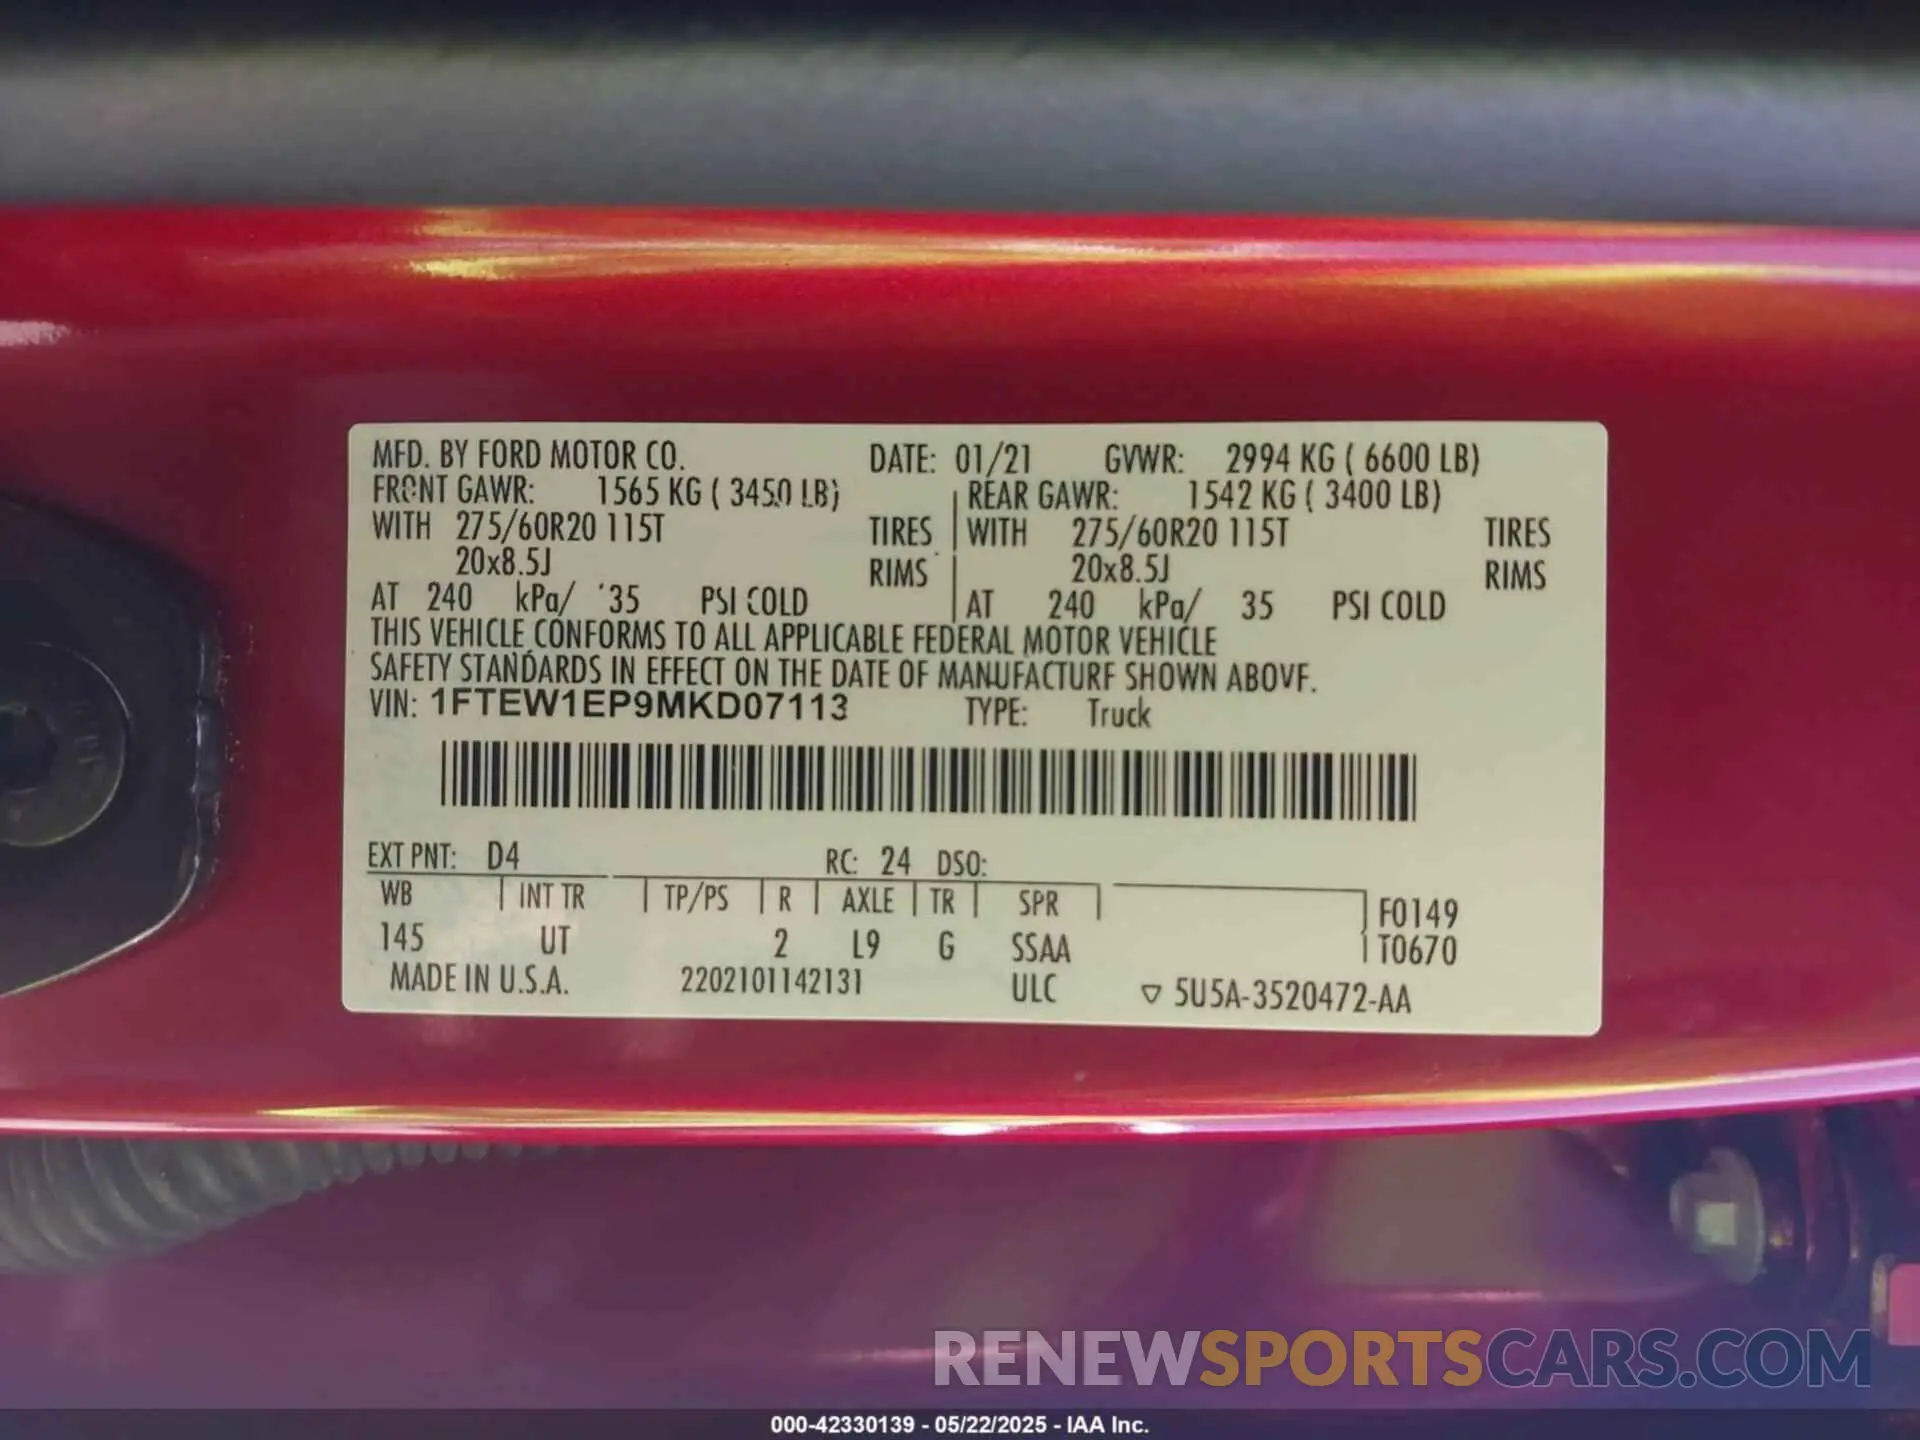 MFD. BY FORD MOTOR CO. DATE: 01/21 GVWR: 2994 KG ( 6600 LB)
FRONT GAWR: 1565 KG ( 3450 LB) REAR GAWR: 1542 KG ( 3400 LB)
WITH 275/60R20 115T TIRES WITH 275/60R20 115T TIRES
20x8.5J RIMS 20x8.5J RIMS
AT 240 kPa/ 35 PSI COLD AT 240 kPa/ 35 PSI COLD
THIS VEHICLE CONFORMS TO ALL APPLICABLE FEDERAL MOTOR VEHICLE
SAFETY STANDARDS IN EFFECT ON THE DATE OF MANUFACTURE SHOWN ABOVE.
VIN: 1FTEW1EP9MKD07113 TYPE: Truck
EXT PNT: D4 RC: 24 DSO:
WB INT TR TP/PS R AXLE TR SPR F0149
145 UT 2 L9 G SSAA T0670
MADE IN U.S.A. 2202101142131 ULC ▽ 5U5A-3520472-AA
RENEWSPORTSCARS.COM
000-42330139 - 05/22/2025 - IAA Inc.